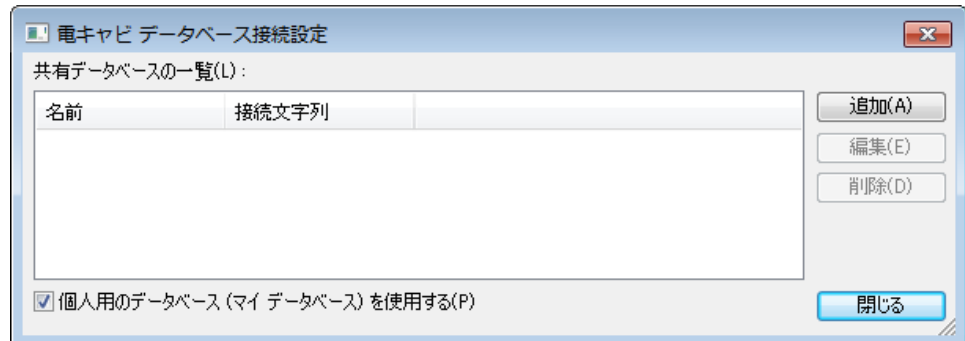 電キャビ データベース接続設定
共有データベースの一覧(L) :
名前 接続文字列
追加(A)
編集(E)
削除(D)
個人用のデータベース (マイ データベース) を使用する(P)
閉じる